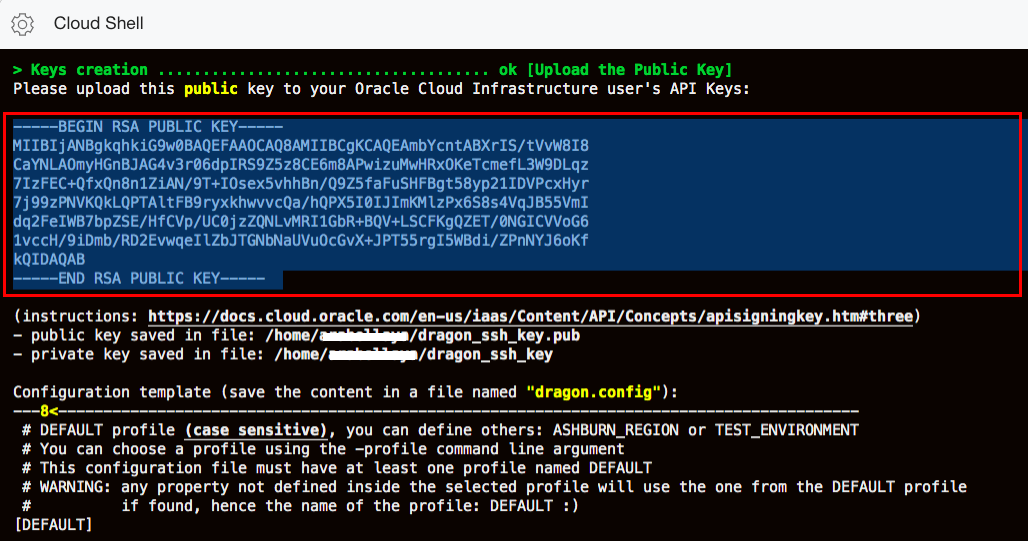 Cloud Shell
> Keys creation ..................................... ok [Upload the Public Key]
Please upload this public key to your Oracle Cloud Infrastructure user's API Keys:
-----BEGIN RSA PUBLIC KEY-----
MIIBIjANBgkqhkiG9w0BAQEFAAOCAQ8AMIIBCgKCAQEAmbYcntABXrIS/tVvW8I8
CaYNLAOmyHGnBJAG4v3r06dpIRS9Z5z8CE6m8APwizuMwHRxOKeTcmefL3W9DLqz
7IzFEC+QfxQn8n1ZiAN/9T+IOsex5vhhBn/Q9Z5faFuSHFBgt58yp21IDVPcxHyr
7j99zPNVKQkLQPTAltFB9ryxkhwvvcQa/hQPX5I0IJImKMlzPx6S8s4VqJB55VmI
dq2FeIWB7bpZSE/HfCVp/UC0jzZQNLvMRI1GbR+BQV+LSCFKgQZET/0NGICVVoG6
1vccH/9iDmb/RD2EvwqeIlZbJTGNbNaUVuOcGvX+JPT55rgI5WBdi/ZPnNYJ6oKf
kQIDAQAB
-----END RSA PUBLIC KEY-----
(instructions: https://docs.cloud.oracle.com/en-us/iaas/Content/API/Concepts/apisigningkey.htm#three)
- public key saved in file: /home/ /dragon_ssh_key.pub
- private key saved in file: /home/ /dragon_ssh_key
Configuration template (save the content in a file named "dragon.config"):
---8<-----------------------------------------------------------------------------------------
# DEFAULT profile (case sensitive), you can define others: ASHBURN_REGION or TEST_ENVIRONMENT
# You can choose a profile using the -profile command line argument
# This configuration file must have at least one profile named DEFAULT
# WARNING: any property not defined inside the selected profile will use the one from the DEFAULT profile
# if found, hence the name of the profile: DEFAULT :)
[DEFAULT]